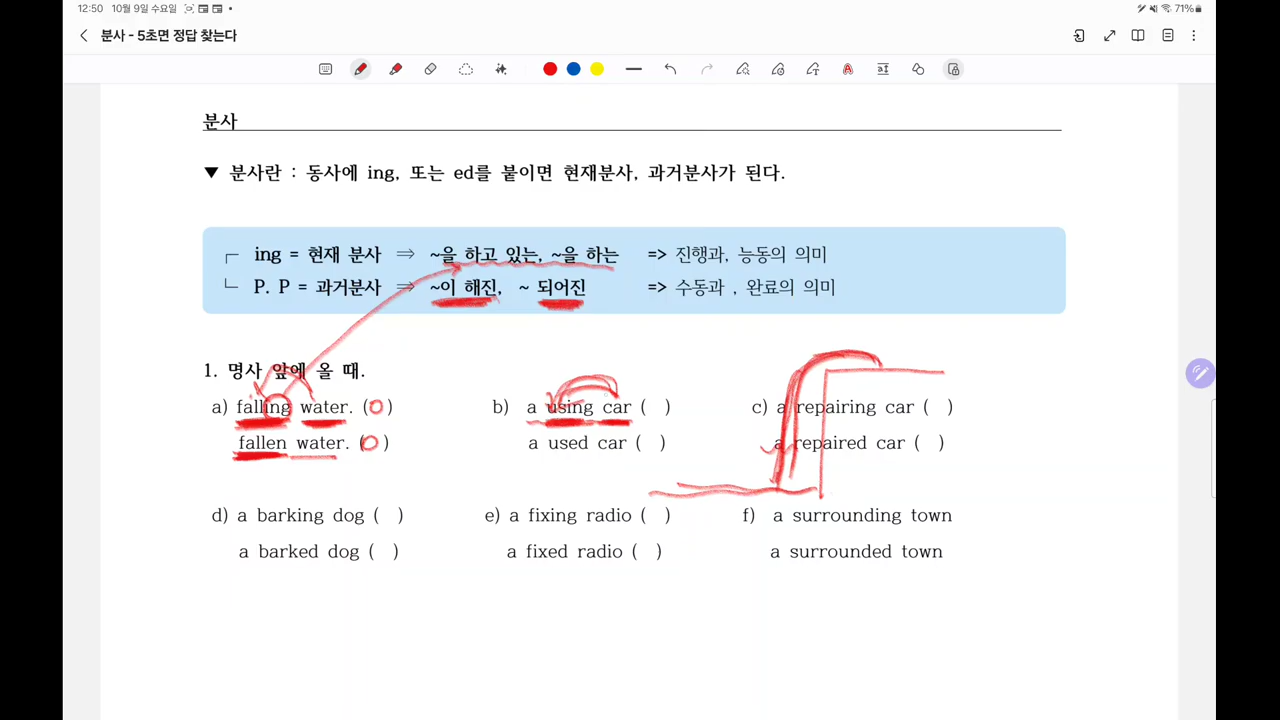 12:50 10월 9일 수요일 71%
분사 - 5초면 정답 찾는다
분사
▼ 분사란 : 동사에 ing, 또는 ed를 붙이면 현재분사, 과거분사가 된다.
┌ ing = 현재 분사 ⇒ ~을 하고 있는, ~을 하는 => 진행과, 능동의 의미
└ P. P = 과거분사 ⇒ ~이 해진, ~ 되어진 => 수동과 , 완료의 의미
1. 명사 앞에 올 때.
a) falling water. (O) b) a using car ( ) c) a repairing car ( )
fallen water. (O) a used car ( ) a repaired car ( )
d) a barking dog ( ) e) a fixing radio ( ) f) a surrounding town
a barked dog ( ) a fixed radio ( ) a surrounded town